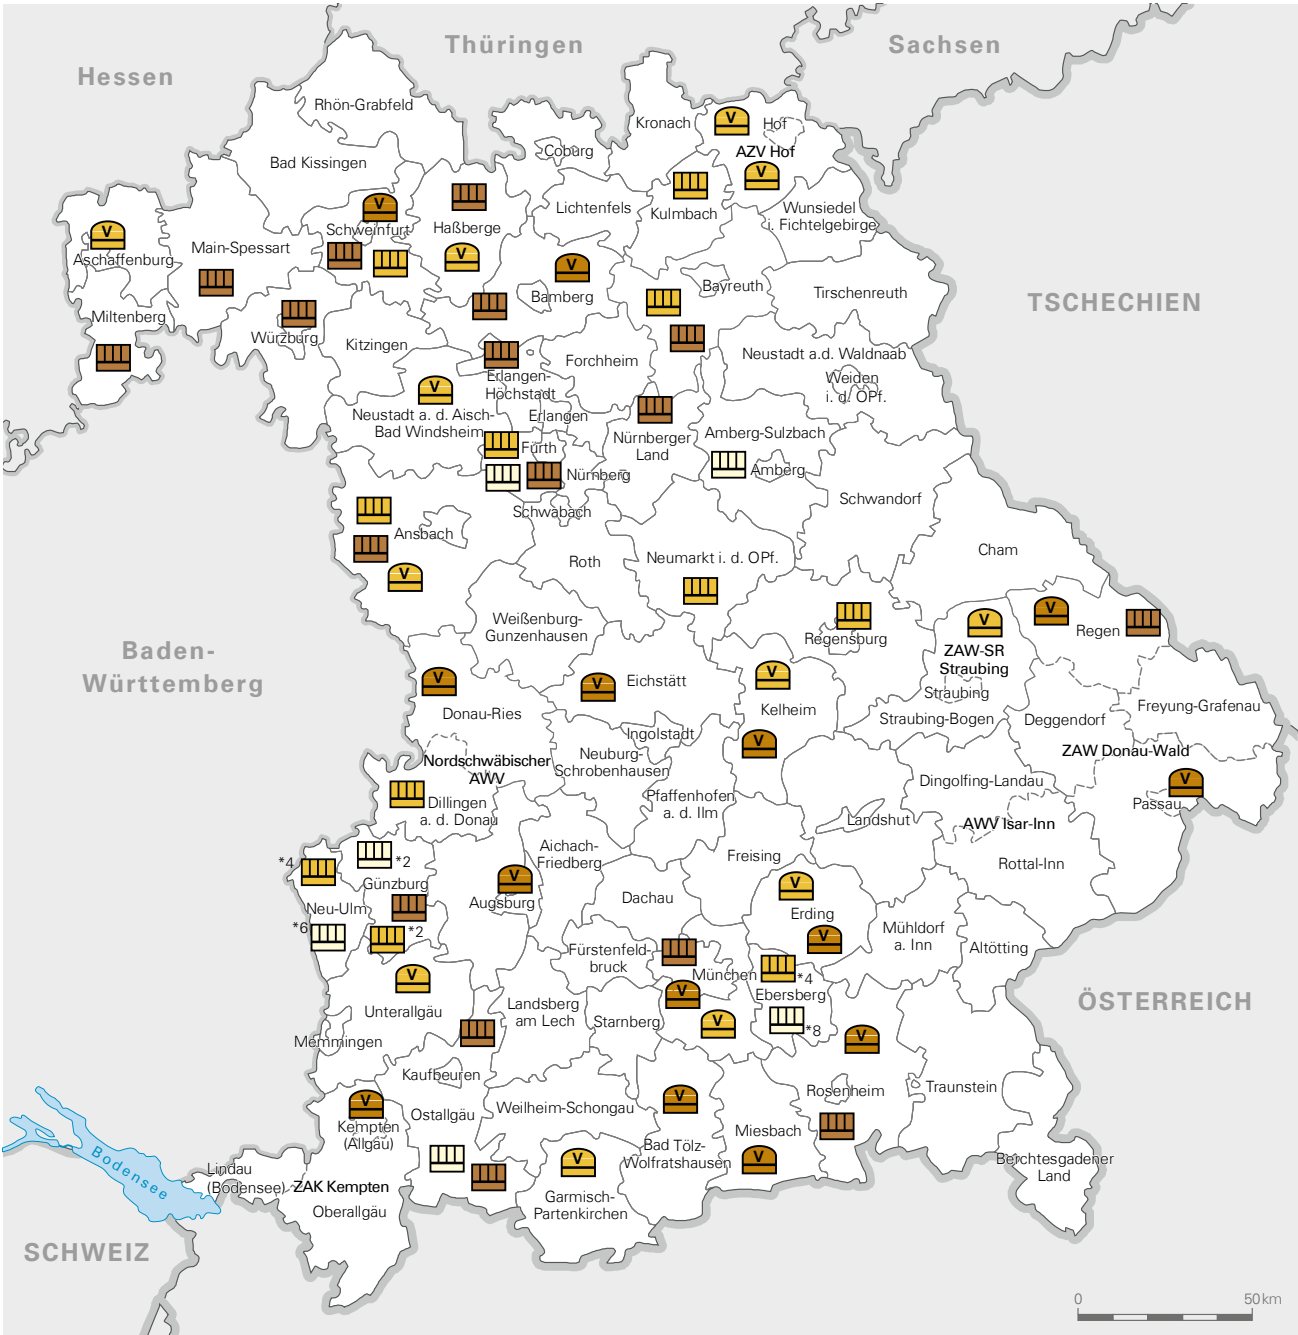 Thüringen
Sachsen
Hessen
Rhön-Grabfeld
Kronach
V
Hof
AZV Hof
Coburg
Bad Kissingen
V
V
Lichtenfels
Kulmbach
Wunsiedel
i. Fichtelgebirge
Schweinfurt
Haßberge
V
Aschaffenburg
Main-Spessart
V
V
Bamberg
Bayreuth
Tirschenreuth
TSCHECHIEN
Miltenberg
Würzburg
Kitzingen
Forchheim
Neustadt a.d. Waldnaab
Weiden
i. d. OPf.
Erlangen-
Höchstadt
V
Neustadt a. d. Aisch-
Bad Windsheim
Erlangen
Fürth
Nürnberger
Land
Amberg-Sulzbach
Amberg
Nürnberg
Schwabach
Schwandorf
Ansbach
Cham
Roth
Neumarkt i. d. OPf.
V
Weißenburg-
Gunzenhausen
Regensburg
V
V
Regen
ZAW-SR
Straubing
Straubing
Baden-
Württemberg
V
V
Eichstätt
V
Kelheim
Donau-Ries
Straubing-Bogen
Deggendorf
Freyung-Grafenau
Ingolstadt
V
ZAW Donau-Wald
Nordschwäbischer
AWV
Neuburg-
Schrobenhausen
Dingolfing-Landau
V
Passau
Dillingen
a. d. Donau
Pfaffenhofen
a. d. Ilm
Landshut
AWV Isar-Inn
Rottal-Inn
*4
*2
Günzburg
Aichach-
Friedberg
Freising
V
Augsburg
Dachau
V
Erding
Neu-Ulm
*6
*2
V
Mühldorf
a. Inn
Altötting
Fürstenfeld-
bruck
München
*4
Ebersberg
V
*8
V
V
V
Unterallgäu
Landsberg
am Lech
Starnberg
ÖSTERREICH
Memmingen
Kaufbeuren
V
Kempten
(Allgäu)
Ostallgäu
Weilheim-Schongau
V
Rosenheim
Traunstein
Miesbach
V
Bad Tölz-
Wolfratshausen
Bodensee
Lindau
(Bodensee)
ZAK Kempten
Oberallgäu
V
Garmisch-
Partenkirchen
Berchtesgadener
Land
SCHWEIZ
0
50 km